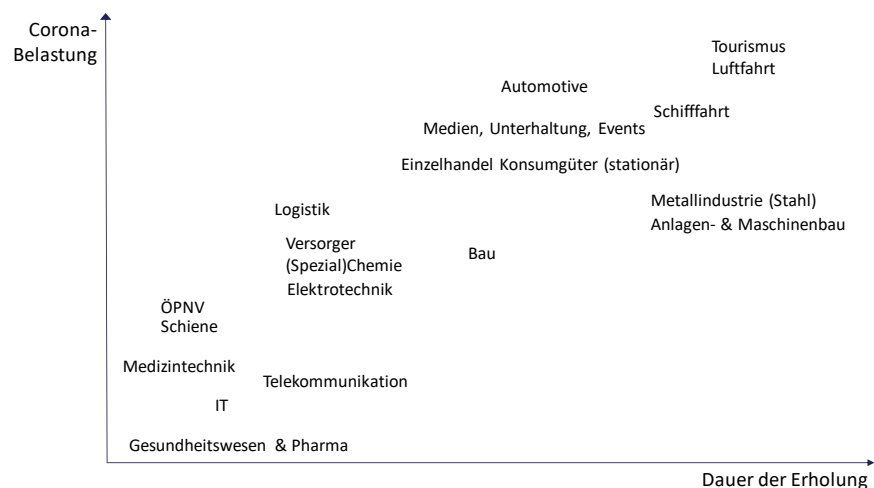 Corona-
Belastung
Tourismus
Luftfahrt
Automotive
Schifffahrt
Medien, Unterhaltung, Events
Einzelhandel Konsumgüter (stationär)
Metallindustrie (Stahl)
Logistik
Anlagen- & Maschinenbau
Versorger
Bau
(Spezial)Chemie
Elektrotechnik
ÖPNV
Schiene
Medizintechnik
Telekommunikation
IT
Gesundheitswesen & Pharma
Dauer der Erholung